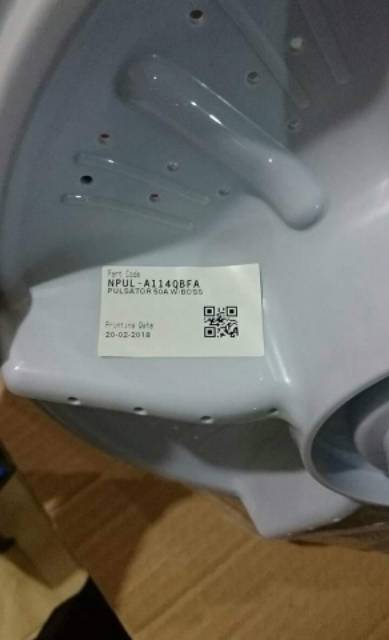 Part Code
NPUL-A114QBFA
PULSATOR 50A W/BOSS
Printing Date
20-02-2018